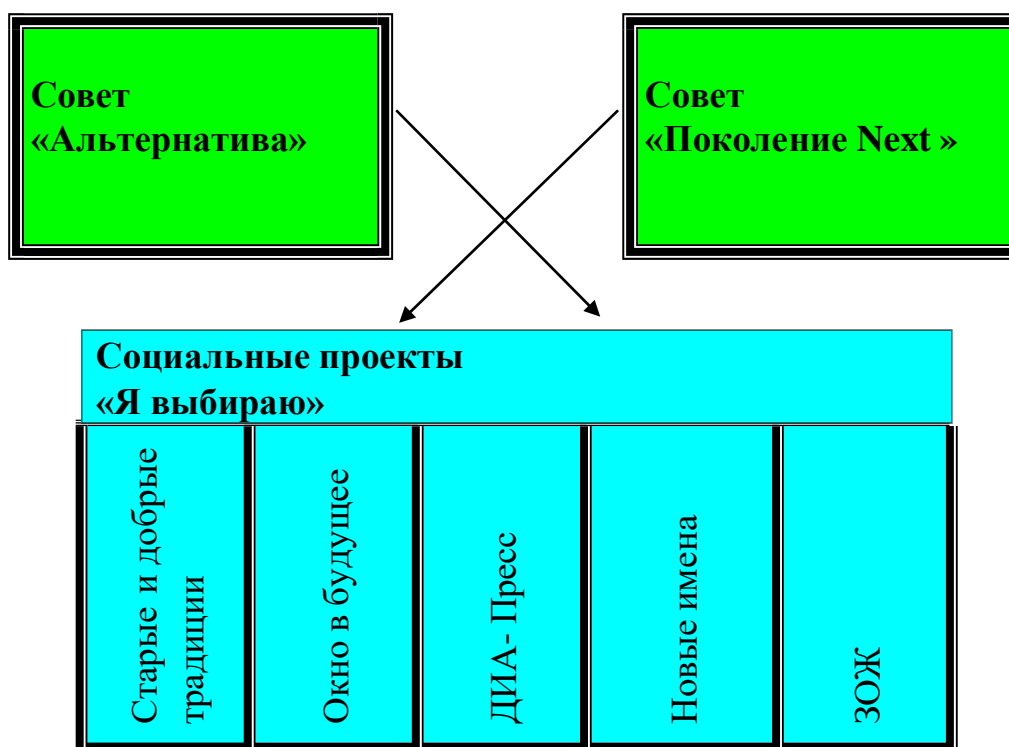 Совет
«Альтернатива»
Совет
«Поколение Next »
Социальные проекты
«Я выбираю»
Старые и добрые
традиции
Окно в будущее
ДИА- Пресс
Новые имена
ЗОЖ